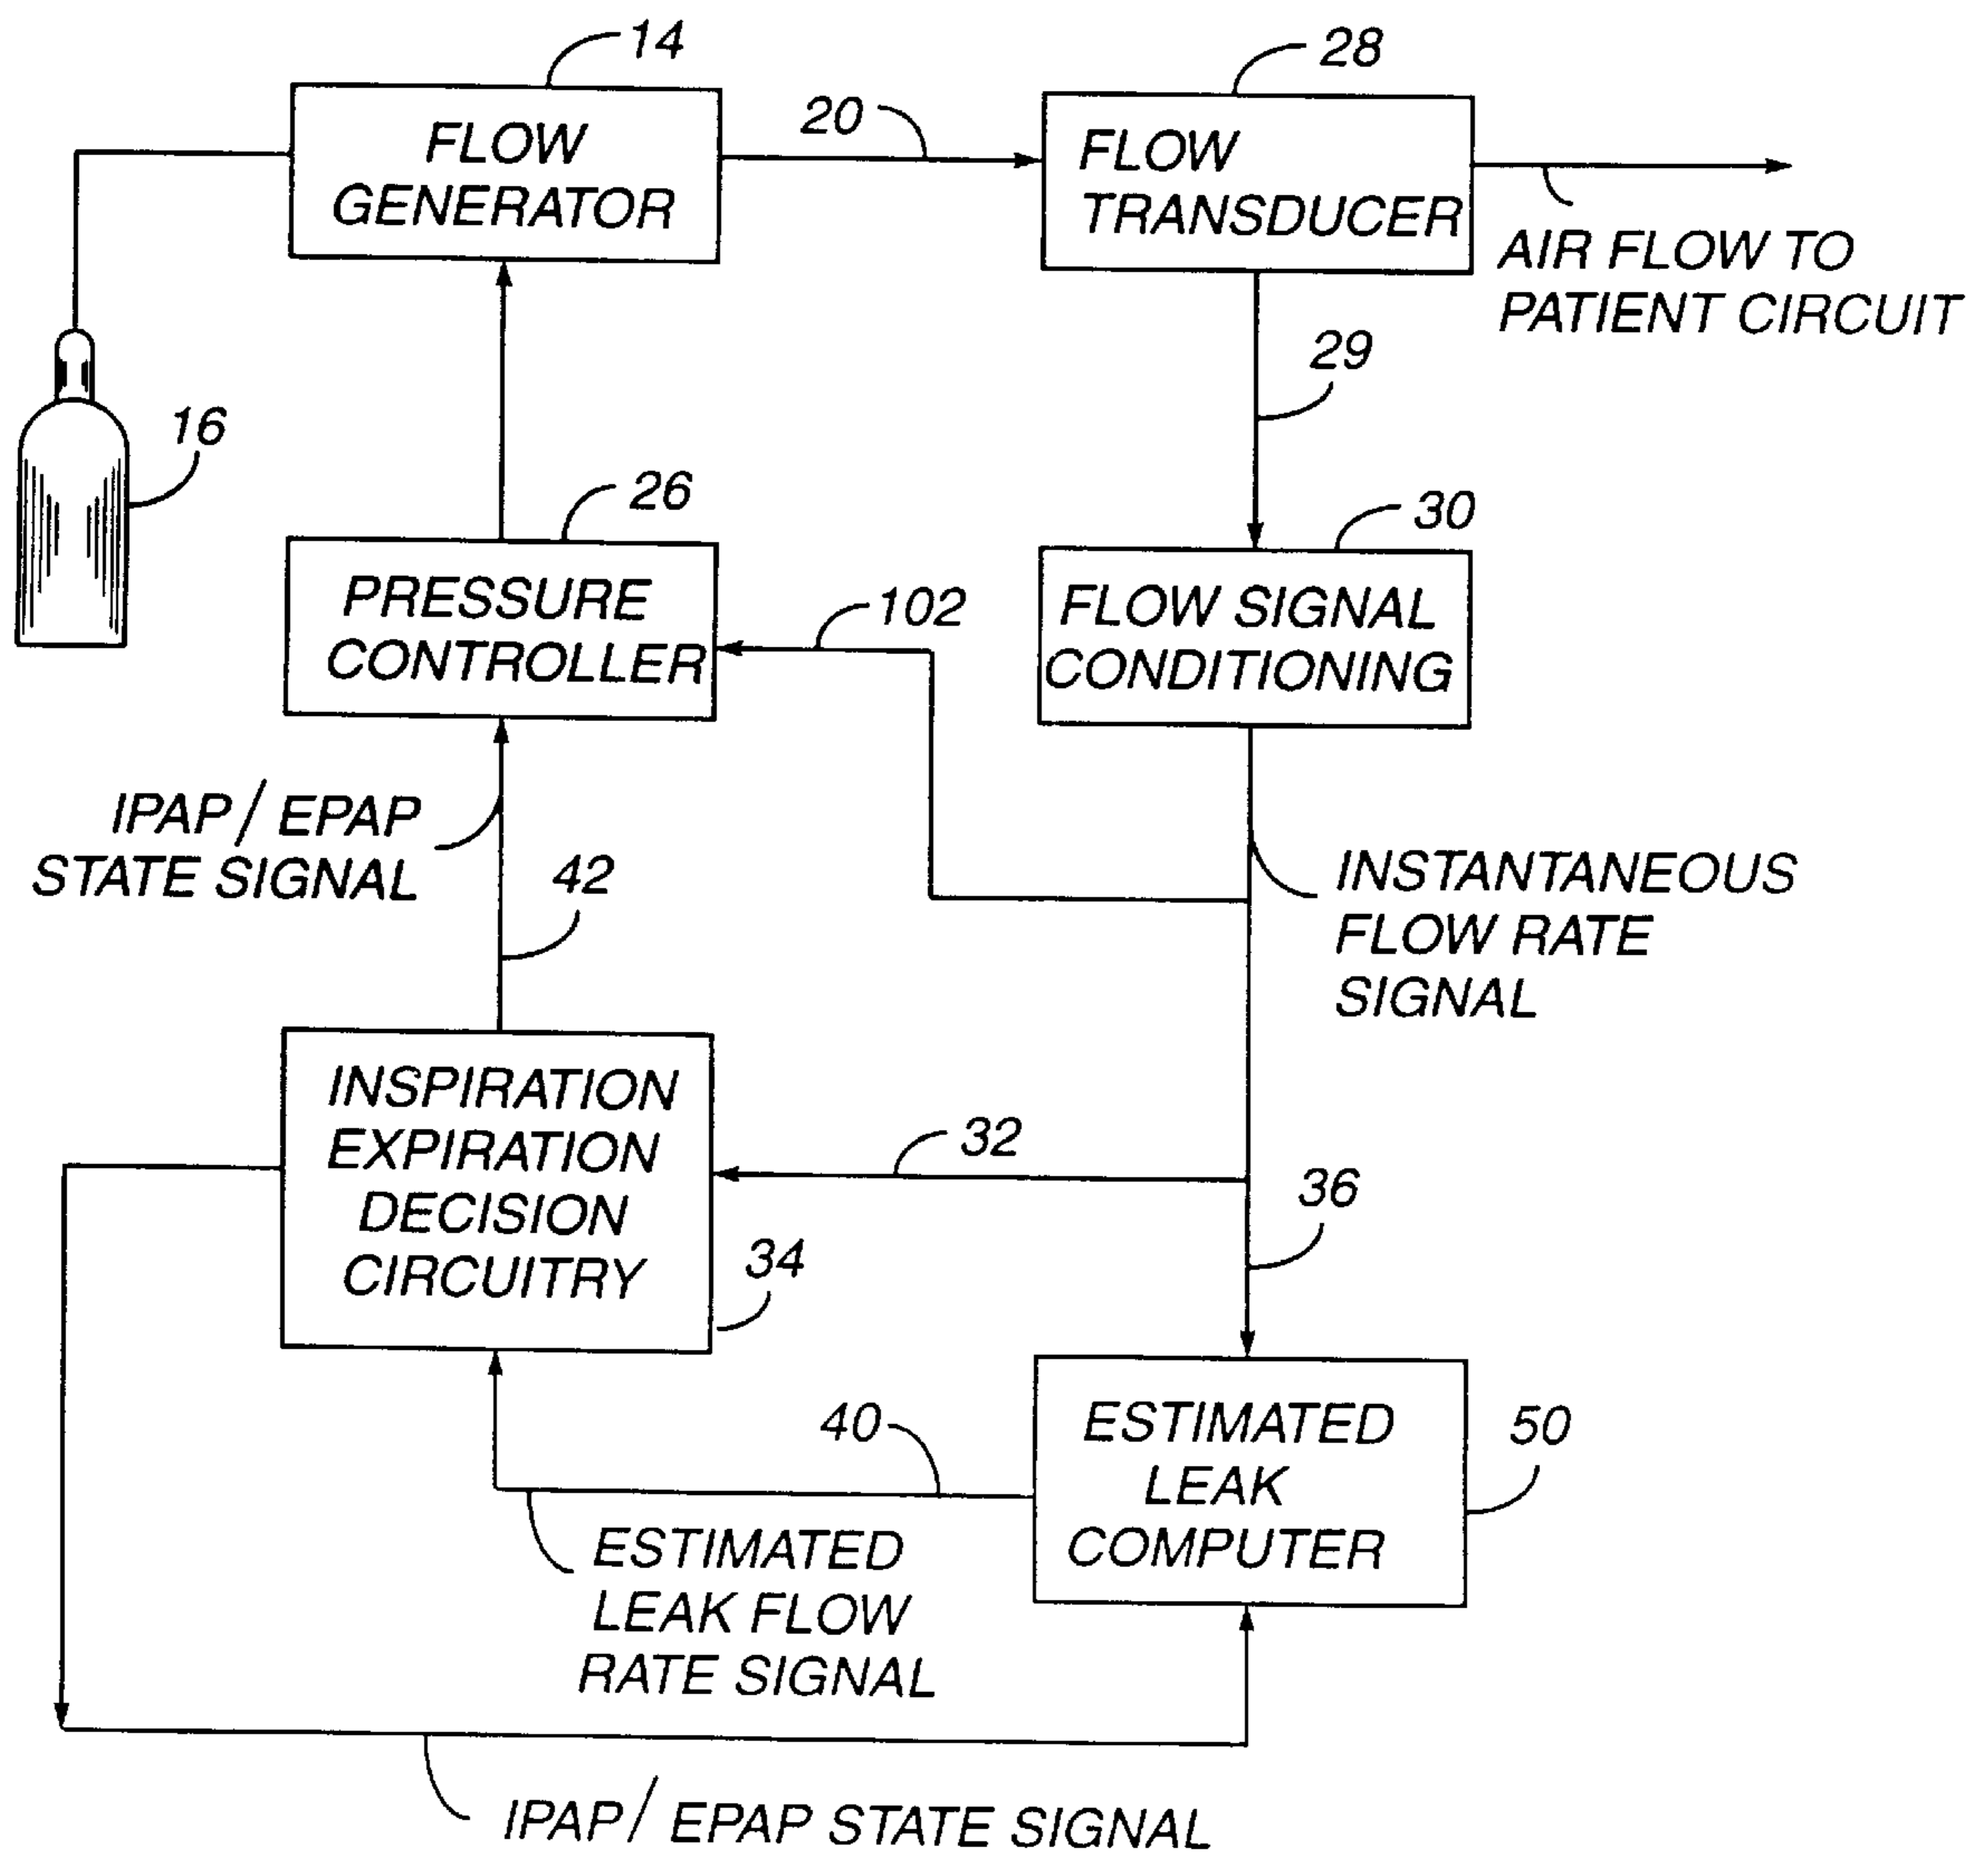 14
28
20
FLOW
GENERATOR
FLOW
TRANSDUCER
AIR FLOW TO
PATIENT CIRCUIT
29
16
26
30
PRESSURE
CONTROLLER
102
FLOW SIGNAL
CONDITIONING
IPAP/EPAP
STATE SIGNAL
42
INSTANTANEOUS
FLOW RATE
SIGNAL
INSPIRATION
EXPIRATION
DECISION
CIRCUITRY
32
36
34
40
ESTIMATED
LEAK
COMPUTER
50
ESTIMATED
LEAK FLOW
RATE SIGNAL
IPAP/EPAP STATE SIGNAL